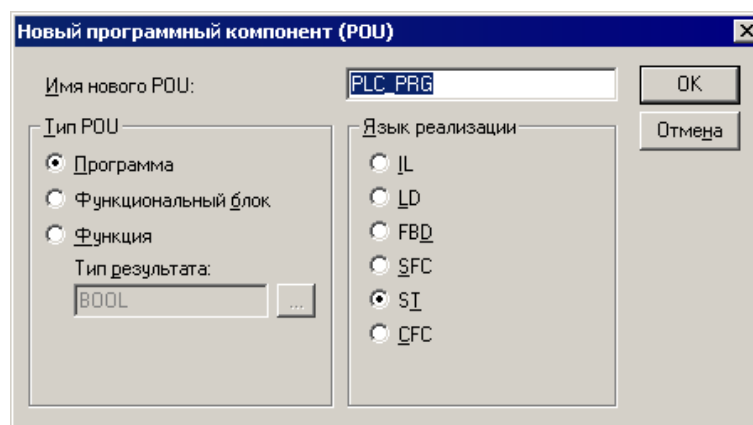 Новый программный компонент (POU)
Имя нового POU:
PLC_PRG
OK
Отмена
Тип POU
Программа
Функциональный блок
Функция
Тип результата:
BOOL
...
Язык реализации
IL
LD
FBD
SFC
ST
CFC